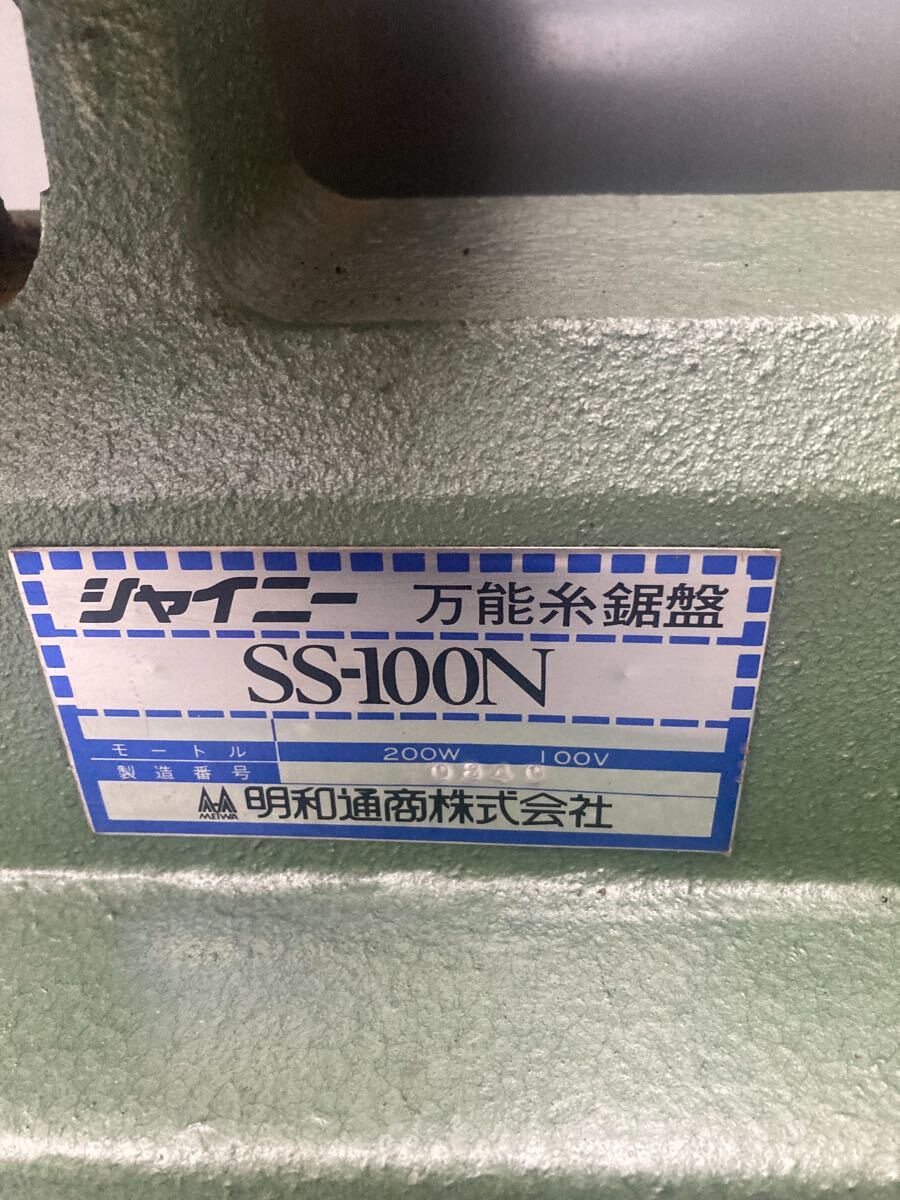 シャイニー 万能糸鋸盤
SS-100N
モートル 200W 100V
製造番号
MEIWA 明和通商株式会社